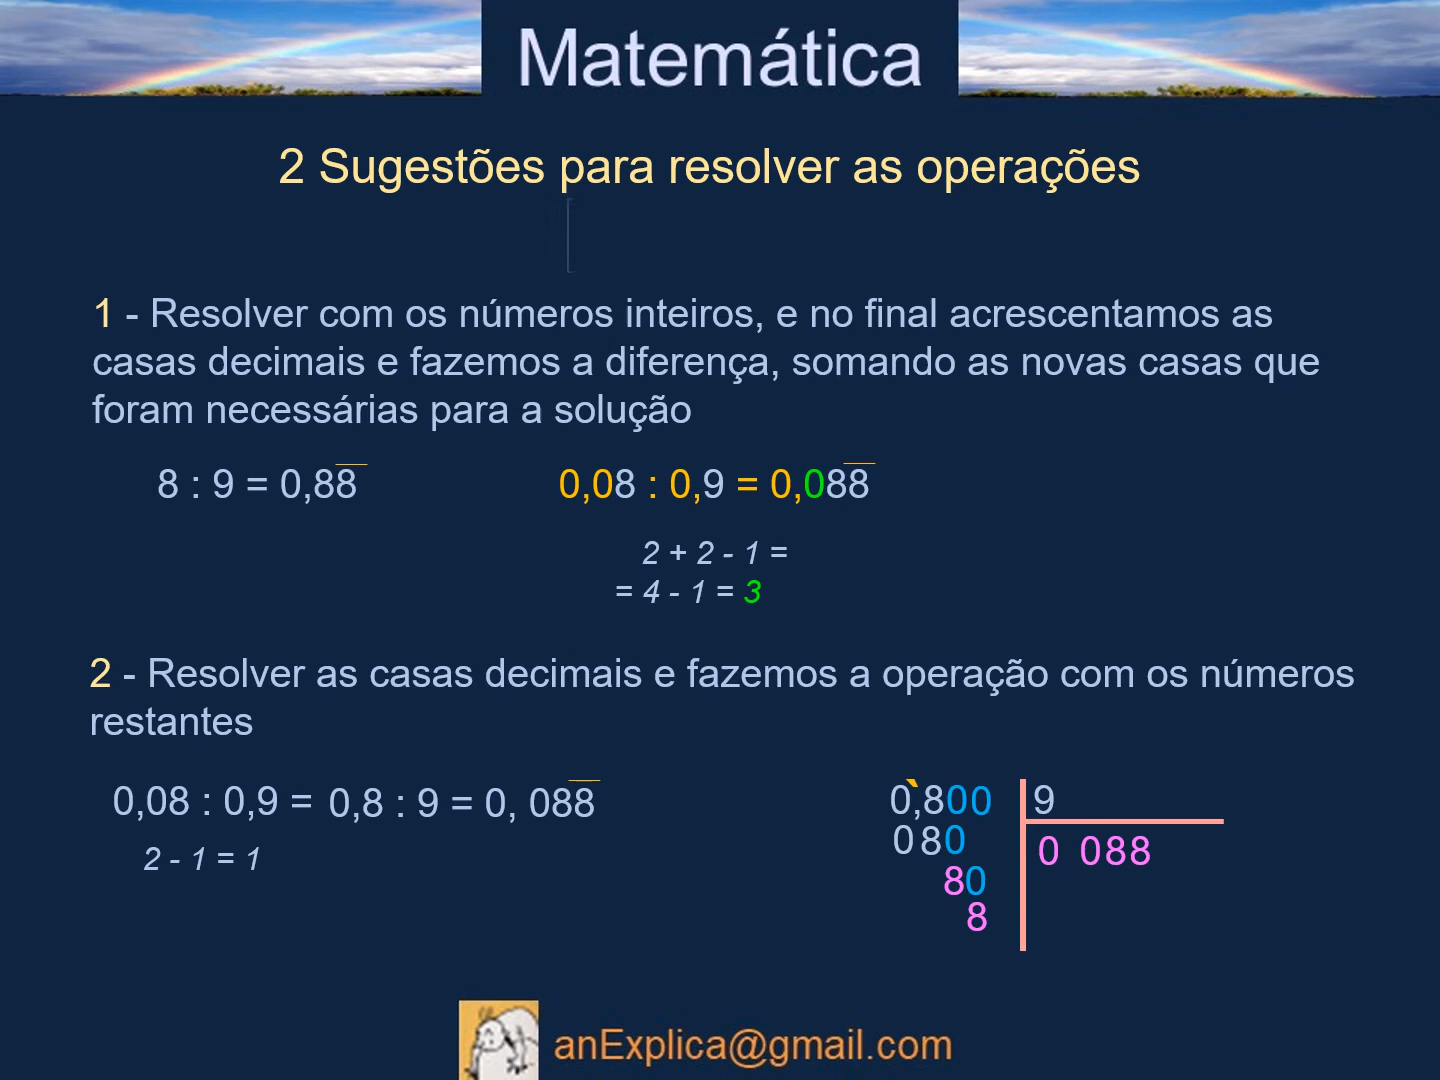 Matemática
2 Sugestões para resolver as operações
1 - Resolver com os números inteiros, e no final acrescentamos as
casas decimais e fazemos a diferença, somando as novas casas que
foram necessárias para a solução
8 : 9 = 0,88̅
0,08 : 0,9 = 0,088̅
2 + 2 - 1 =
= 4 - 1 = 3
2 - Resolver as casas decimais e fazemos a operação com os números
restantes
0,08 : 0,9 = 0,8 : 9 = 0, 088̅
2 - 1 = 1
0,800 9
080 0 088
80
8
anExplica@gmail.com